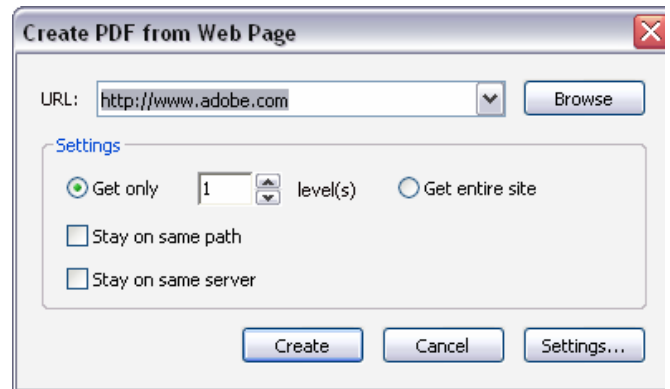 Create PDF from Web Page
URL: http://www.adobe.com Browse
Settings
Get only 1 level(s) Get entire site
Stay on same path
Stay on same server
Create Cancel Settings...